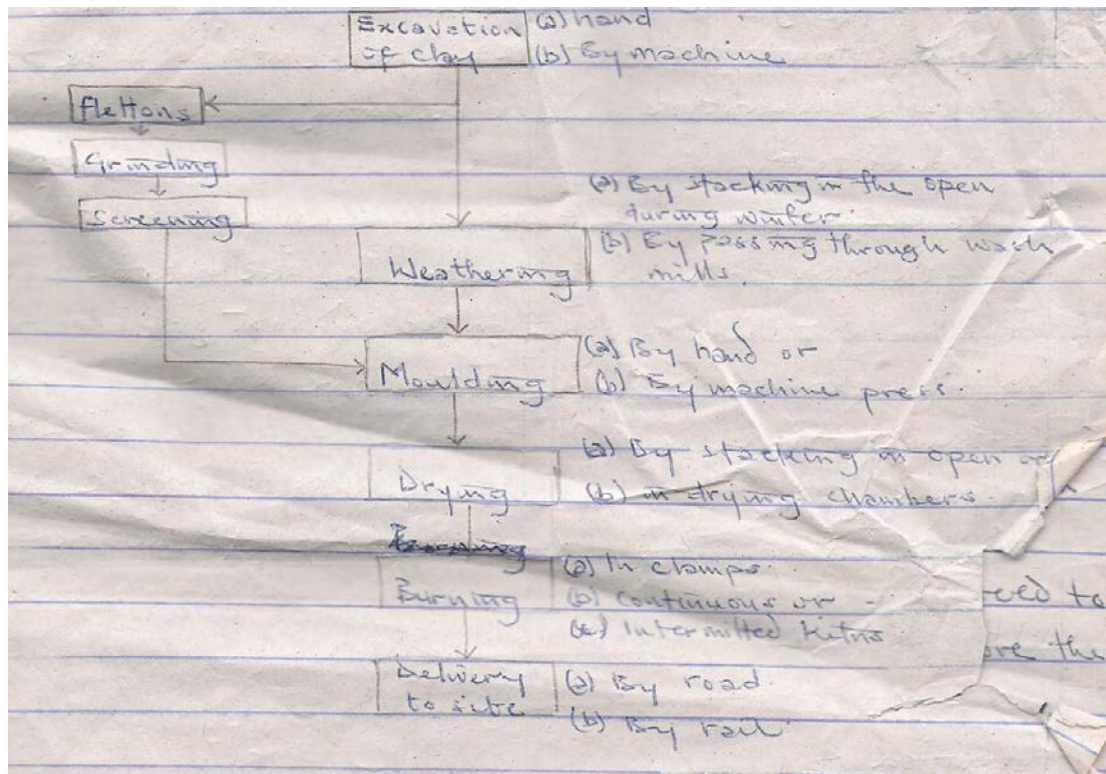 Excavation (a) hand
of clay (b) By machine
flettons
Grinding
(a) By stacking in the open
during winter.
Screening
(b) By passing through wash
mills.
Weathering
(a) By hand or
Moulding
(b) By machine press.
(a) By stacking in open or
Drying
(b) in drying chambers.
(a) In clamps.
Burning
(b) continuous or
(c) Intermitted Kilns
to
the
Delivery
to site
(a) By road.
(b) By rail.